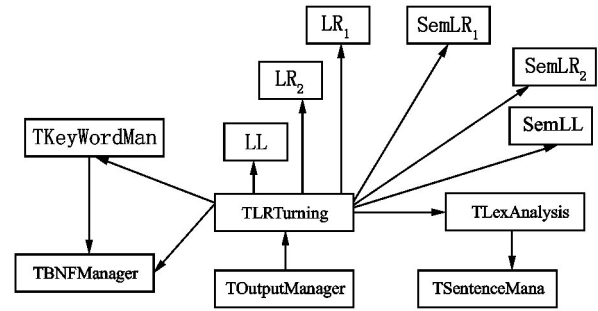 LR₁
SemLR₁
LR₂
SemLR₂
TKeyWordMan
LL
SemLL
TLRTurning
TLexAnalysis
TBNFManager
TOutputManager
TSentenceMana